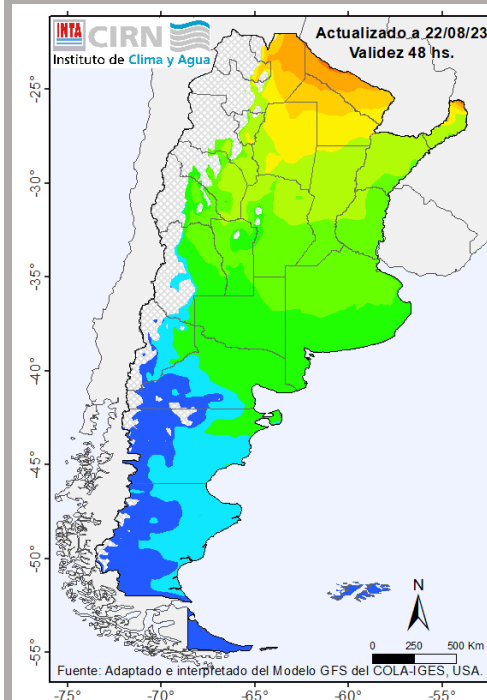 INTA CIRN
Instituto de Clima y Agua
Actualizado a 22/08/23
Validez 48 hs.
-25°
-30°
-35°
-40°
-45°
-50°
-55°
N
0 250 500 Km
Fuente: Adaptado e interpretado del Modelo GFS del COLA-IGES, USA.
-75° -70° -65° -60° -55°